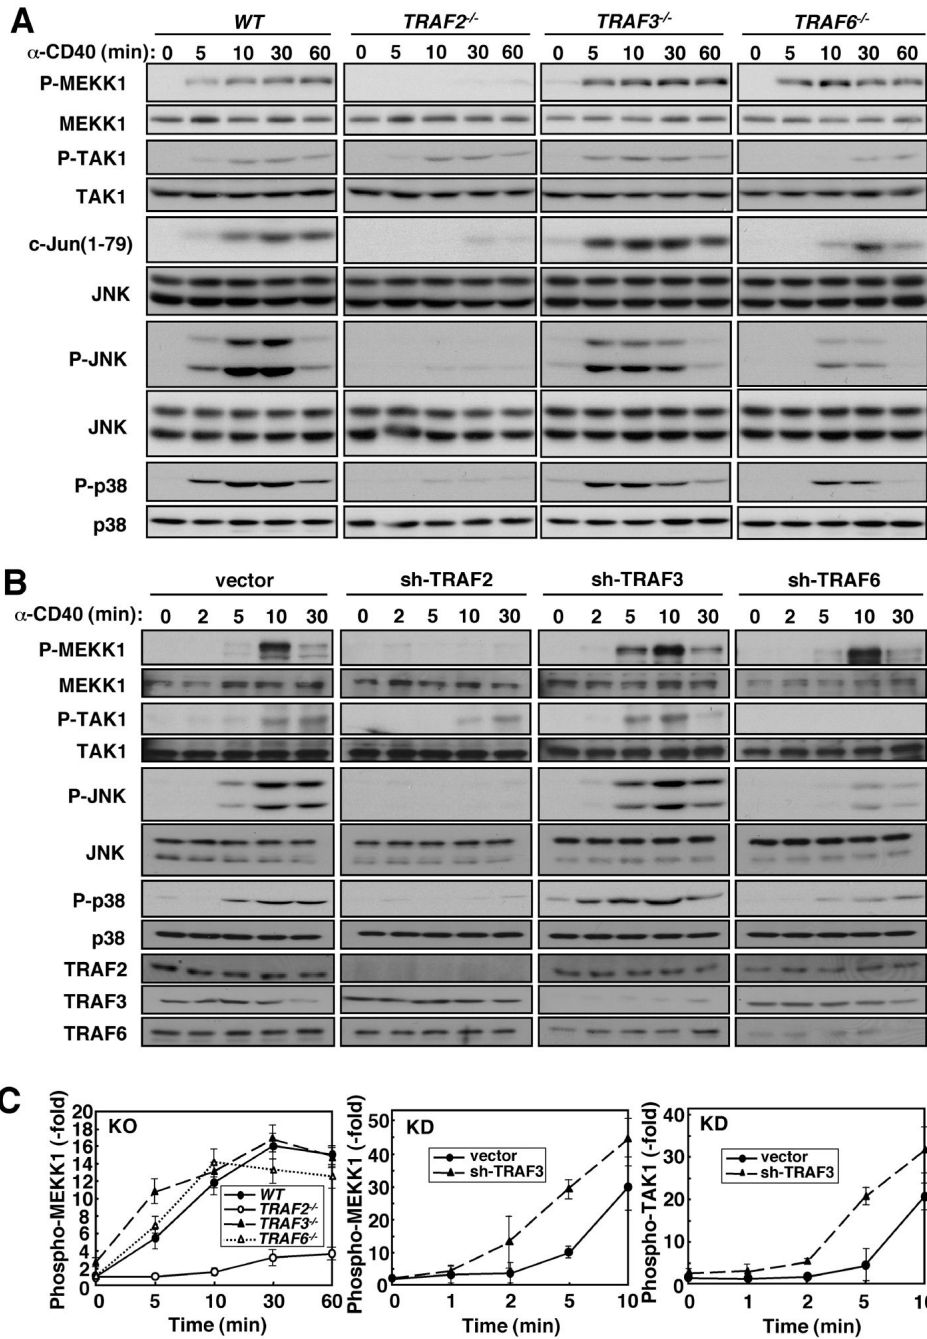 A
WT TRAF2-/- TRAF3-/- TRAF6-/-
α-CD40 (min): 0 5 10 30 60 0 5 10 30 60 0 5 10 30 60 0 5 10 30 60
P-MEKK1
MEKK1
P-TAK1
TAK1
c-Jun(1-79)
JNK
P-JNK
JNK
P-p38
p38
B
vector sh-TRAF2 sh-TRAF3 sh-TRAF6
α-CD40 (min): 0 2 5 10 30 0 2 5 10 30 0 2 5 10 30 0 2 5 10 30
P-MEKK1
MEKK1
P-TAK1
TAK1
P-JNK
JNK
P-p38
p38
TRAF2
TRAF3
TRAF6
C
Phospho-MEKK1 (-fold)
20
18
16
14
12
10
8
6
4
2
0
KO
WT
TRAF2-/-
TRAF3-/-
TRAF6-/-
0 5 10 30 60
Time (min)
Phospho-MEKK1 (-fold)
50
40
30
20
10
0
KD
vector
sh-TRAF3
0 1 2 5 10
Time (min)
Phospho-TAK1 (-fold)
40
30
20
10
0
KD
vector
sh-TRAF3
0 1 2 5 10
Time (min)